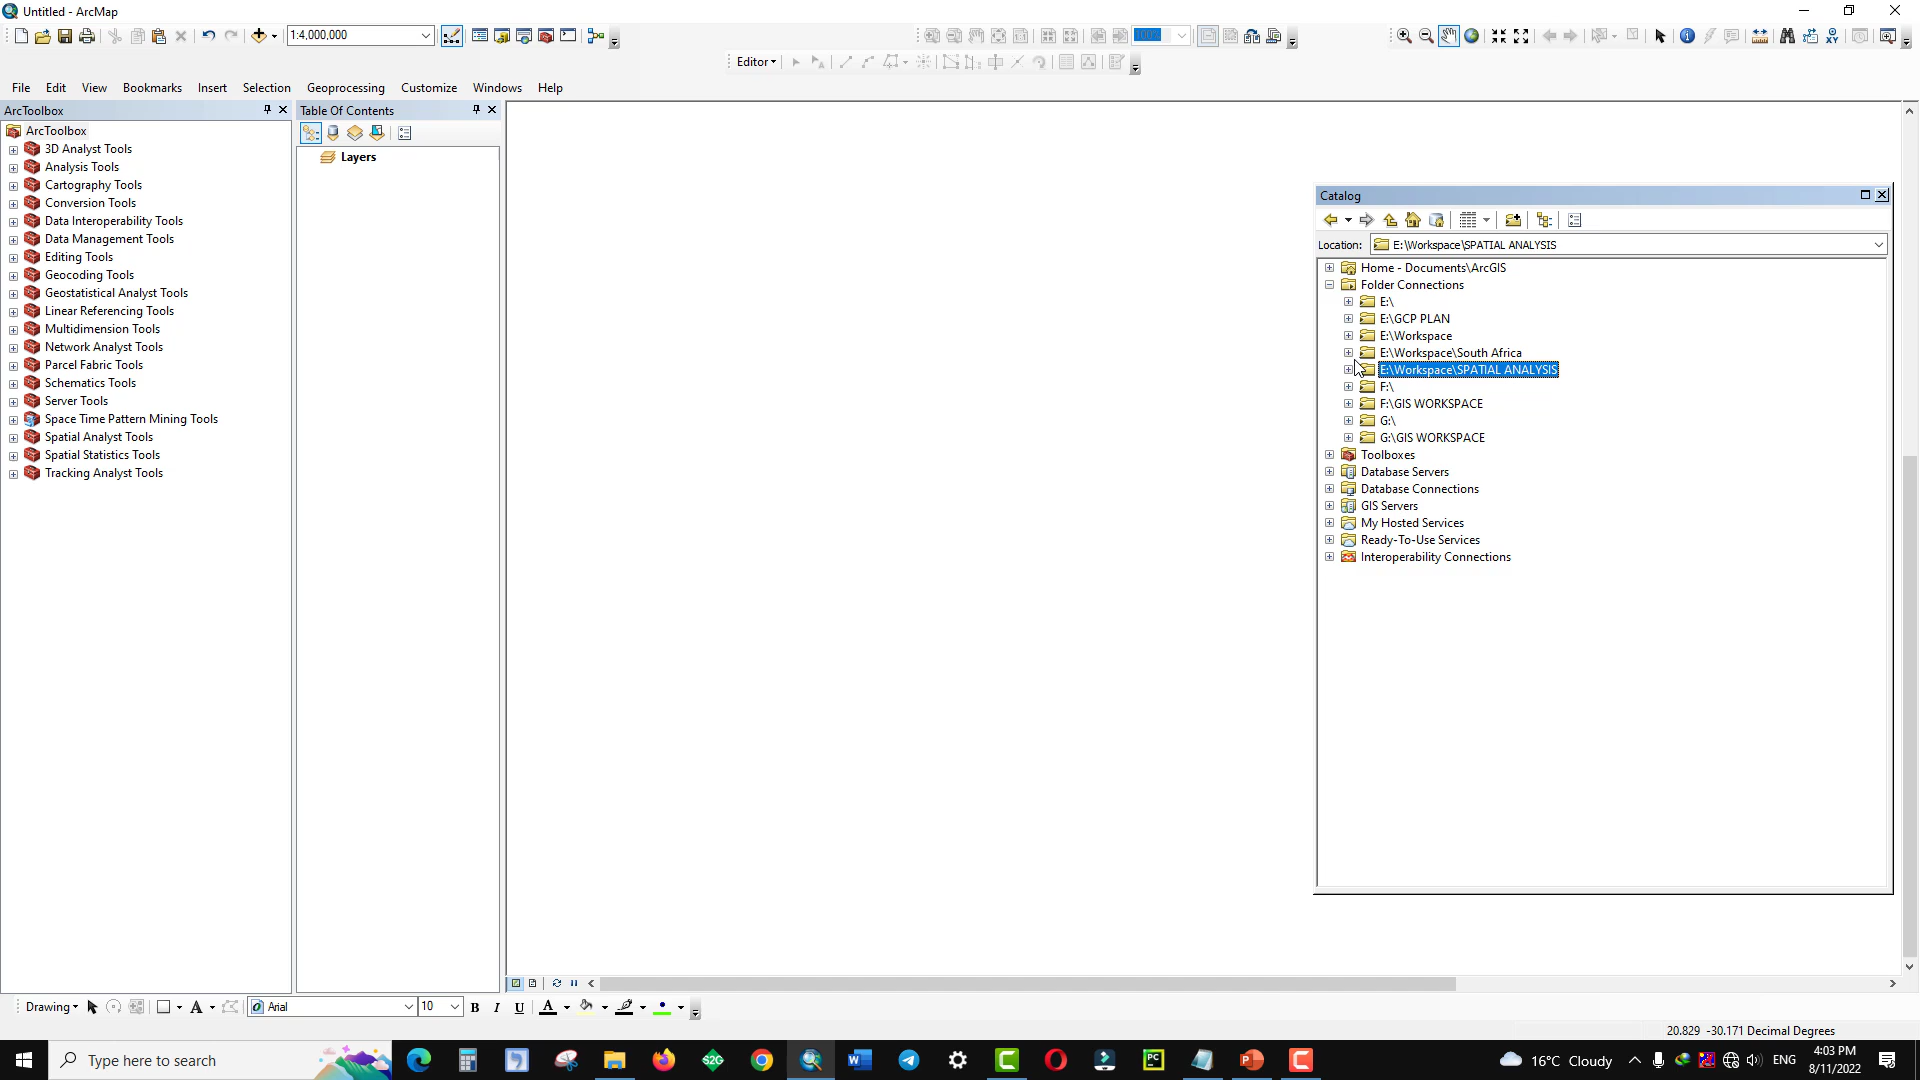 Untitled - ArcMap
1:4,000,000
100%
Editor
File Edit View Bookmarks Insert Selection Geoprocessing Customize Windows Help
ArcToolbox
ArcToolbox
3D Analyst Tools
Analysis Tools
Cartography Tools
Conversion Tools
Data Interoperability Tools
Data Management Tools
Editing Tools
Geocoding Tools
Geostatistical Analyst Tools
Linear Referencing Tools
Multidimension Tools
Network Analyst Tools
Parcel Fabric Tools
Schematics Tools
Server Tools
Space Time Pattern Mining Tools
Spatial Analyst Tools
Spatial Statistics Tools
Tracking Analyst Tools
Table Of Contents
Layers
Catalog
Location: E:\Workspace\SPATIAL ANALYSIS
Home - Documents\ArcGIS
Folder Connections
E:\
E:\GCP PLAN
E:\Workspace
E:\Workspace\South Africa
E:\Workspace\SPATIAL ANALYSIS
F:\
F:\GIS WORKSPACE
G:\
G:\GIS WORKSPACE
Toolboxes
Database Servers
Database Connections
GIS Servers
My Hosted Services
Ready-To-Use Services
Interoperability Connections
Drawing A Arial 10 B I U A
20.829 -30.171 Decimal Degrees
Type here to search
S2G
PC
16°C Cloudy
ENG
4:03 PM
8/11/2022